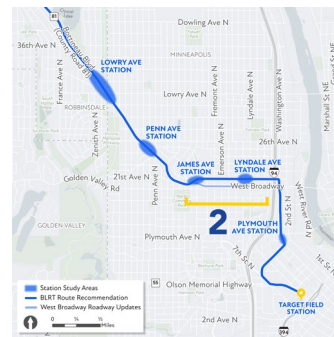 81
Dowling Ave N
36th Ave N
Bottineau Blvd
(County Road 81)
MINNEAPOLIS
LOWRY AVE
STATION
France Ave N
ROBBINSDALE
Zenith Ave N
Lowry Ave N
Fremont Ave N
Lyndale Ave N
Washington Ave N
Marshall St NE
PENN AVE
STATION
Emerson Ave N
26th Ave N
JAMES AVE
STATION
LYNDALE AVE
STATION
94
Golden Valley
Rd
21st Ave N
West Broadway
Penn Ave N
2
2nd St N
West River Rd N
GOLDEN VALLEY
Plymouth Ave N
PLYMOUTH
AVE STATION
7th St N
1st St N
55
Olson Memorial Highway
Station Study Areas
BLRT Route Recommendation
West Broadway Roadway Updates
0 ¼ ½
Miles
2nd Ave N
TARGET FIELD
STATION
394